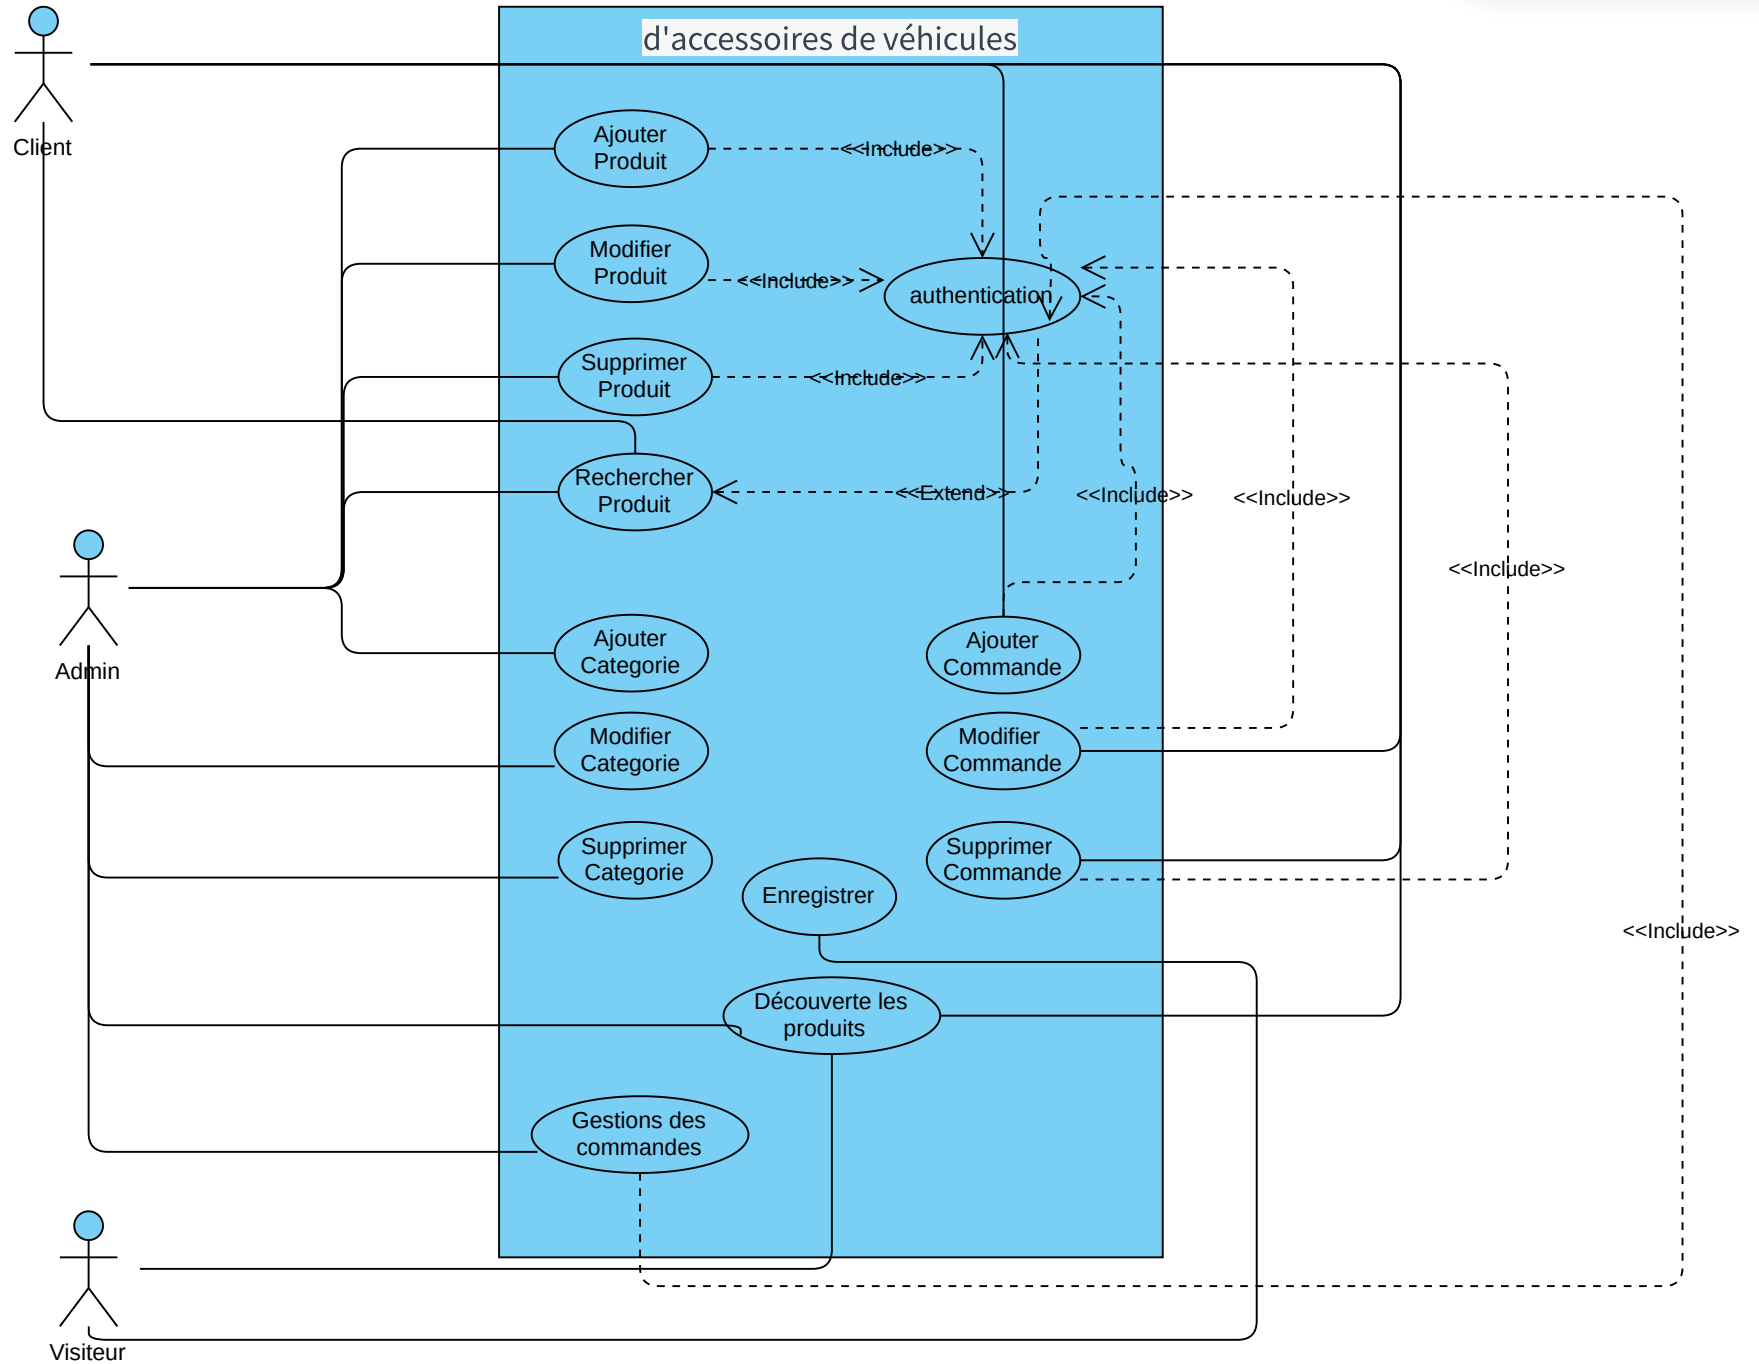 d'accessoires de véhicules
Client
Ajouter
Produit
<<Include>>
Modifier
Produit
<<Include>>
authentication
Supprimer
Produit
<<Include>>
Rechercher
Produit
<<Extend>>
<<Include>>
<<Include>>
<<Include>>
Admin
Ajouter
Categorie
Ajouter
Commande
Modifier
Categorie
Modifier
Commande
Supprimer
Categorie
Supprimer
Commande
Enregistrer
<<Include>>
Découverte les
produits
Gestions des
commandes
Visiteur